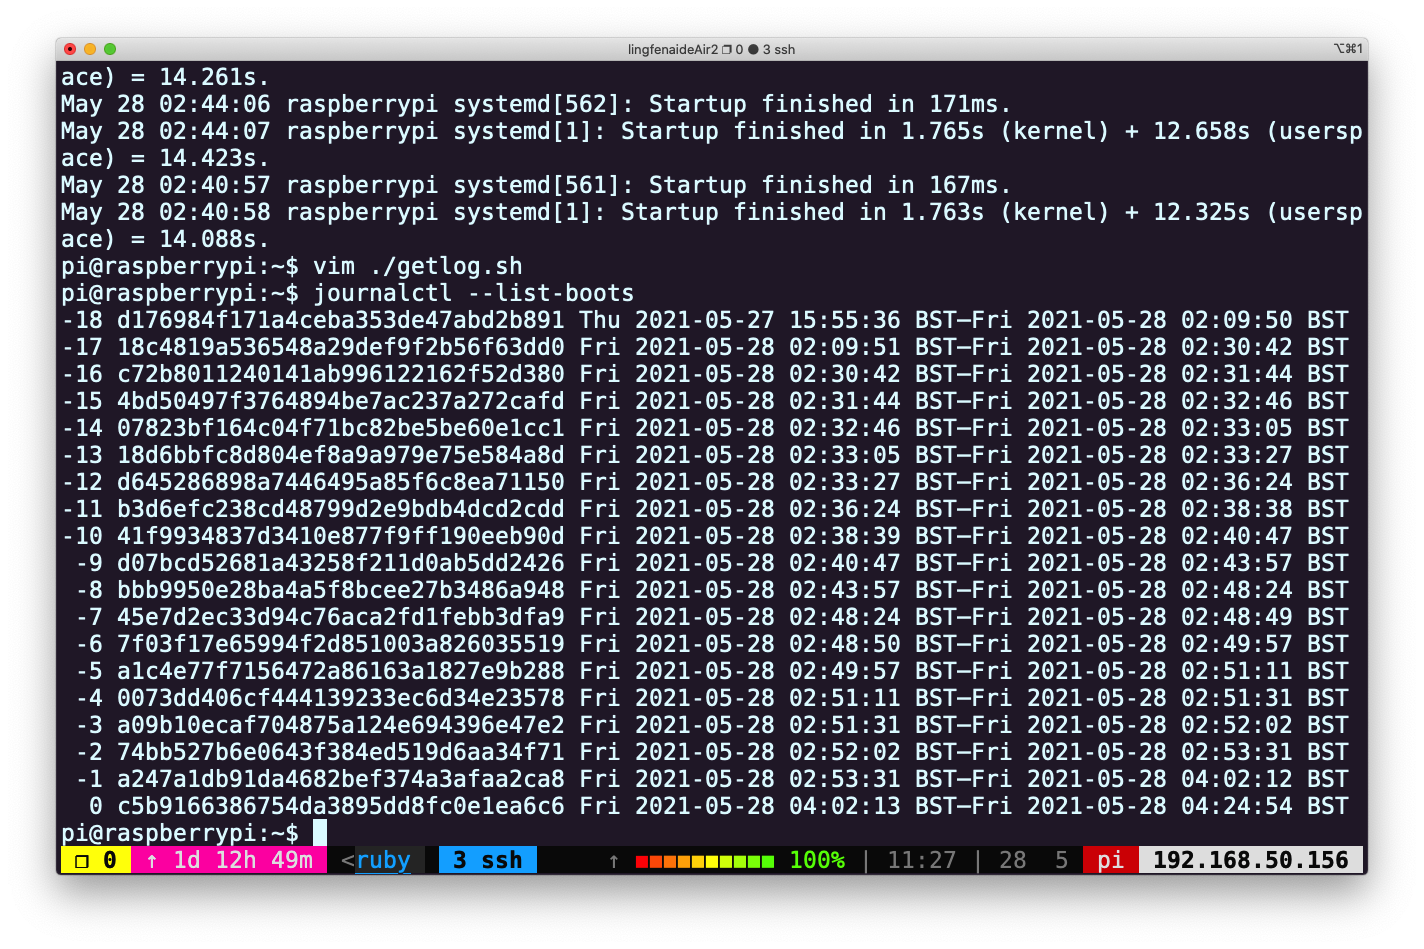 lingfenaideAir2 ❐ 0 ● 3 ssh
⌥⌘1
ace) = 14.261s.
May 28 02:44:06 raspberrypi systemd[562]: Startup finished in 171ms.
May 28 02:44:07 raspberrypi systemd[1]: Startup finished in 1.765s (kernel) + 12.658s (usersp
ace) = 14.423s.
May 28 02:40:57 raspberrypi systemd[561]: Startup finished in 167ms.
May 28 02:40:58 raspberrypi systemd[1]: Startup finished in 1.763s (kernel) + 12.325s (usersp
ace) = 14.088s.
pi@raspberrypi:~$ vim ./getlog.sh
pi@raspberrypi:~$ journalctl --list-boots
-18 d176984f171a4ceba353de47abd2b891 Thu 2021-05-27 15:55:36 BST—Fri 2021-05-28 02:09:50 BST
-17 18c4819a536548a29def9f2b56f63dd0 Fri 2021-05-28 02:09:51 BST—Fri 2021-05-28 02:30:42 BST
-16 c72b8011240141ab996122162f52d380 Fri 2021-05-28 02:30:42 BST—Fri 2021-05-28 02:31:44 BST
-15 4bd50497f3764894be7ac237a272cafd Fri 2021-05-28 02:31:44 BST—Fri 2021-05-28 02:32:46 BST
-14 07823bf164c04f71bc82be5be60e1cc1 Fri 2021-05-28 02:32:46 BST—Fri 2021-05-28 02:33:05 BST
-13 18d6bbfc8d804ef8a9a979e75e584a8d Fri 2021-05-28 02:33:05 BST—Fri 2021-05-28 02:33:27 BST
-12 d645286898a7446495a85f6c8ea71150 Fri 2021-05-28 02:33:27 BST—Fri 2021-05-28 02:36:24 BST
-11 b3d6efc238cd48799d2e9bdb4dcd2cdd Fri 2021-05-28 02:36:24 BST—Fri 2021-05-28 02:38:38 BST
-10 41f9934837d3410e877f9ff190eeb90d Fri 2021-05-28 02:38:39 BST—Fri 2021-05-28 02:40:47 BST
-9 d07bcd52681a43258f211d0ab5dd2426 Fri 2021-05-28 02:40:47 BST—Fri 2021-05-28 02:43:57 BST
-8 bbb9950e28ba4a5f8bcee27b3486a948 Fri 2021-05-28 02:43:57 BST—Fri 2021-05-28 02:48:24 BST
-7 45e7d2ec33d94c76aca2fd1febb3dfa9 Fri 2021-05-28 02:48:24 BST—Fri 2021-05-28 02:48:49 BST
-6 7f03f17e65994f2d851003a826035519 Fri 2021-05-28 02:48:50 BST—Fri 2021-05-28 02:49:57 BST
-5 a1c4e77f7156472a86163a1827e9b288 Fri 2021-05-28 02:49:57 BST—Fri 2021-05-28 02:51:11 BST
-4 0073dd406cf444139233ec6d34e23578 Fri 2021-05-28 02:51:11 BST—Fri 2021-05-28 02:51:31 BST
-3 a09b10ecaf704875a124e694396e47e2 Fri 2021-05-28 02:51:31 BST—Fri 2021-05-28 02:52:02 BST
-2 74bb527b6e0643f384ed519d6aa34f71 Fri 2021-05-28 02:52:02 BST—Fri 2021-05-28 02:53:31 BST
-1 a247a1db91da4682bef374a3afaa2ca8 Fri 2021-05-28 02:53:31 BST—Fri 2021-05-28 04:02:12 BST
0 c5b9166386754da3895dd8fc0e1ea6c6 Fri 2021-05-28 04:02:13 BST—Fri 2021-05-28 04:24:54 BST
pi@raspberrypi:~$
❐ 0 ↑ 1d 12h 49m <ruby 3 ssh ↑ 100% | 11:27 | 28 5 pi 192.168.50.156